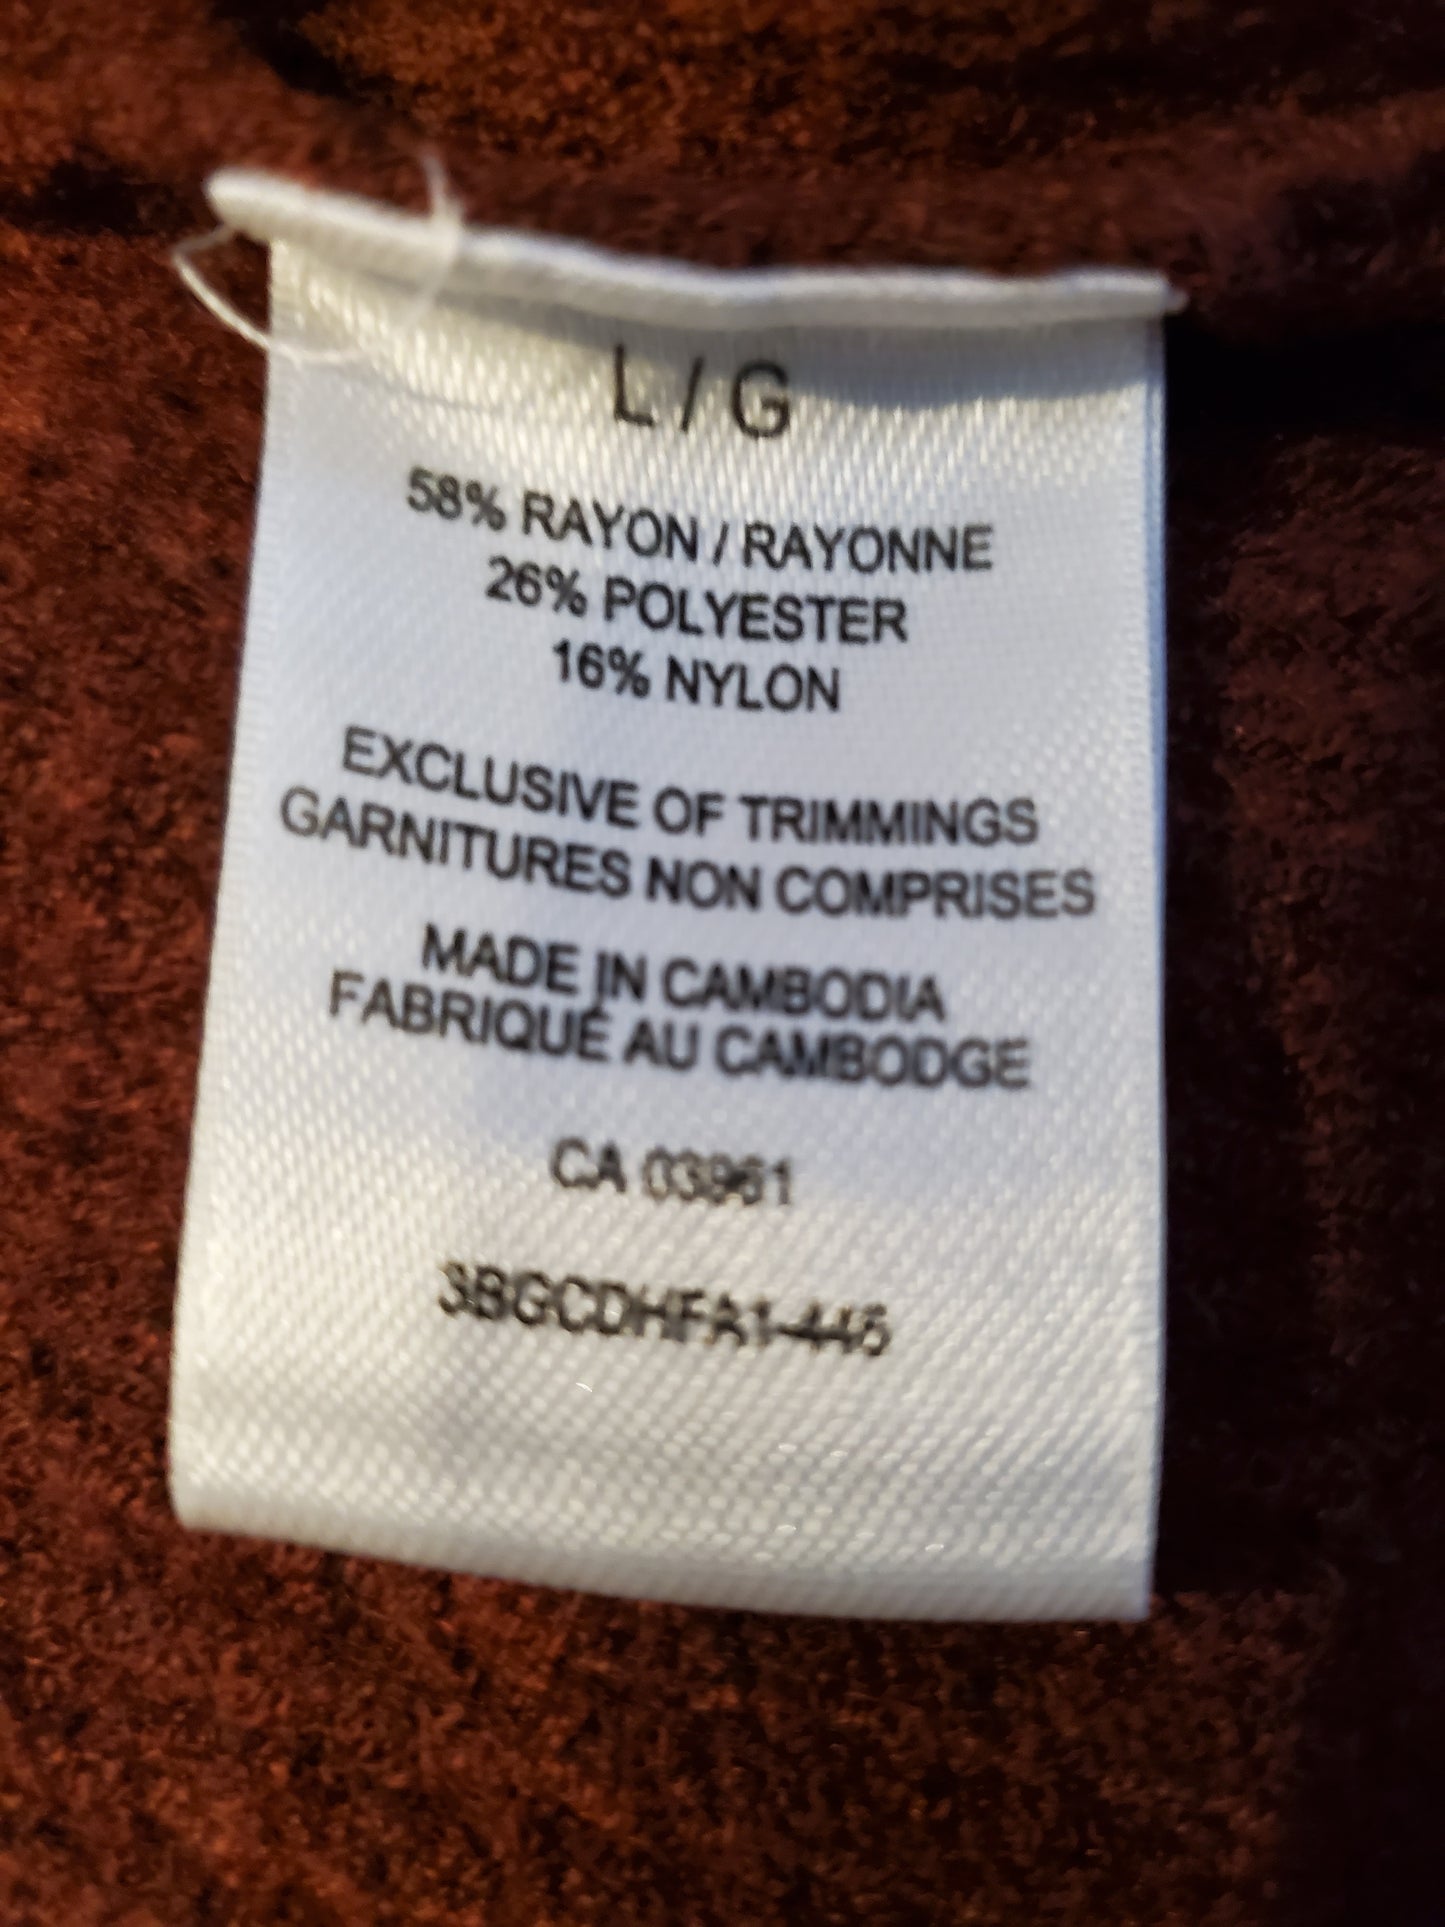 L / G
58% RAYON / RAYONNE
26% POLYESTER
16% NYLON
EXCLUSIVE OF TRIMMINGS
GARNITURES NON COMPRISES
MADE IN CAMBODIA
FABRIQUÉ AU CAMBODGE
CA 03961
3BGCDHFA1-445